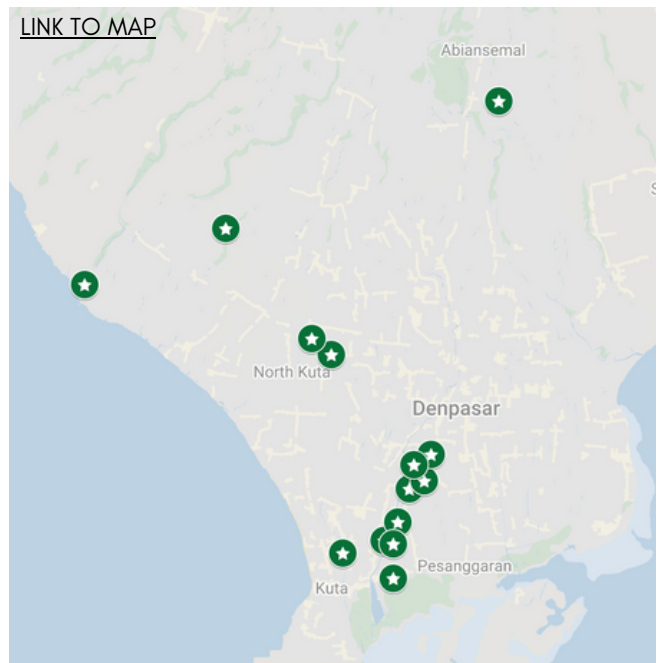 LINK TO MAP
Abiansemal
S
North Kuta
Denpasar
Pesanggaran
Kuta